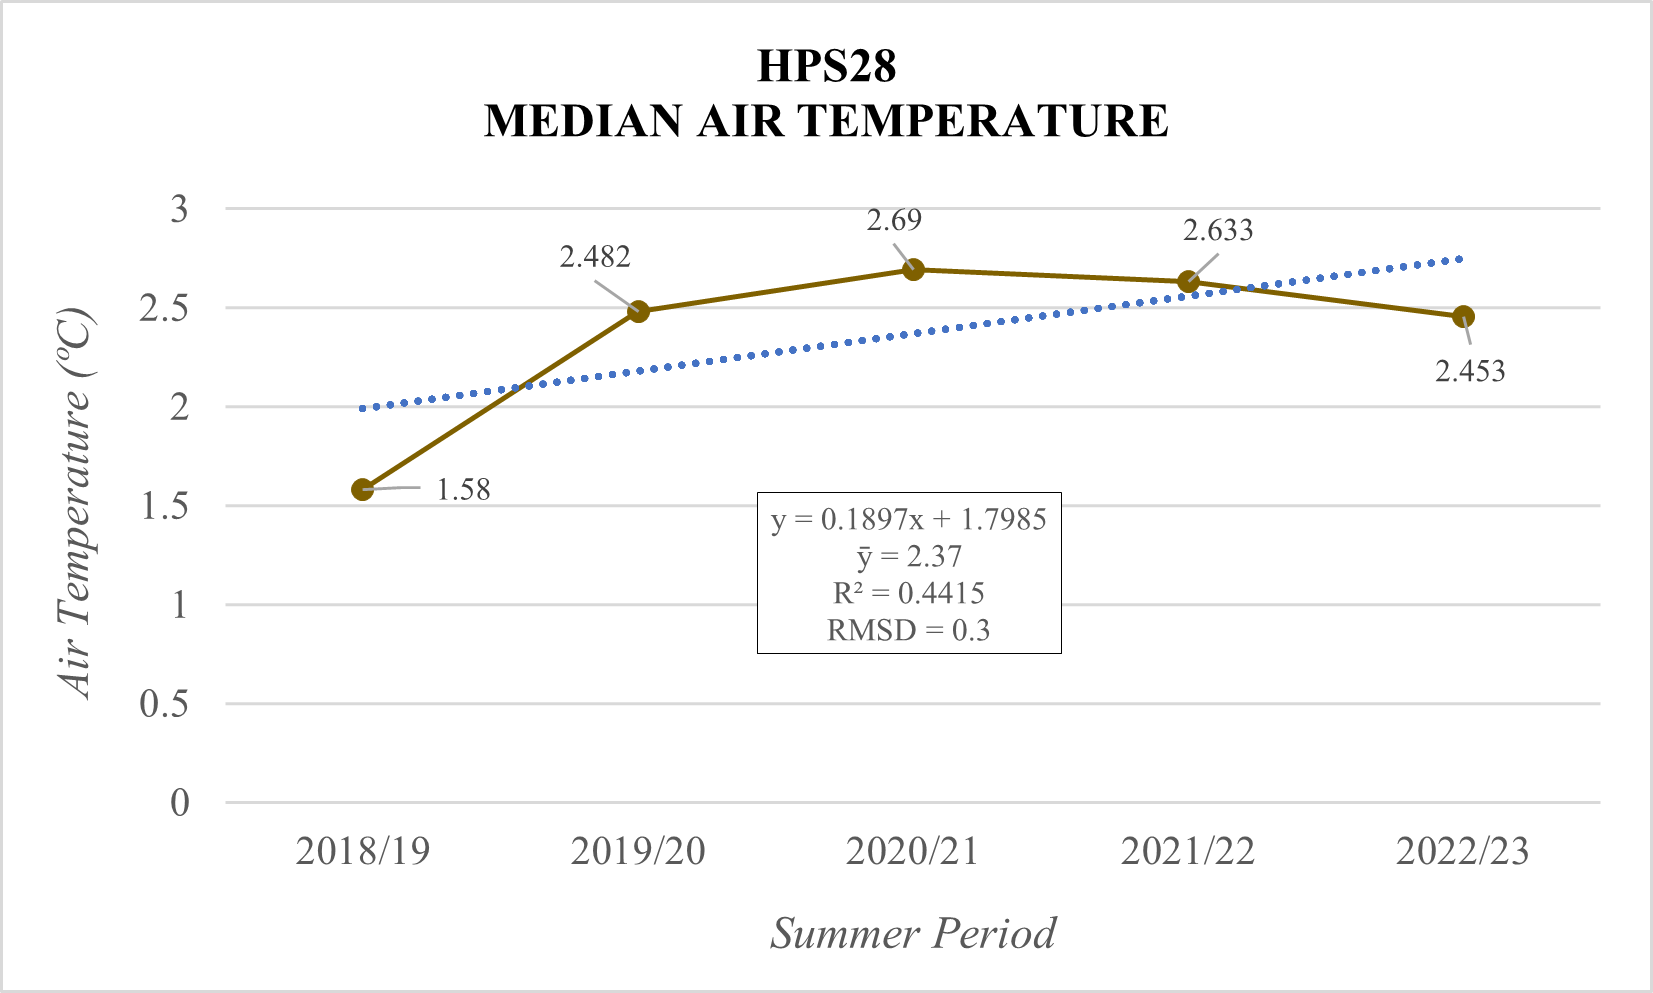 HPS28
MEDIAN AIR TEMPERATURE
3
2.5
2
1.5
1
0.5
0
Air Temperature (ºC)
1.58
2.482
2.69
2.633
2.453
y = 0.1897x + 1.7985
ȳ = 2.37
R² = 0.4415
RMSD = 0.3
2018/19
2019/20
2020/21
2021/22
2022/23
Summer Period